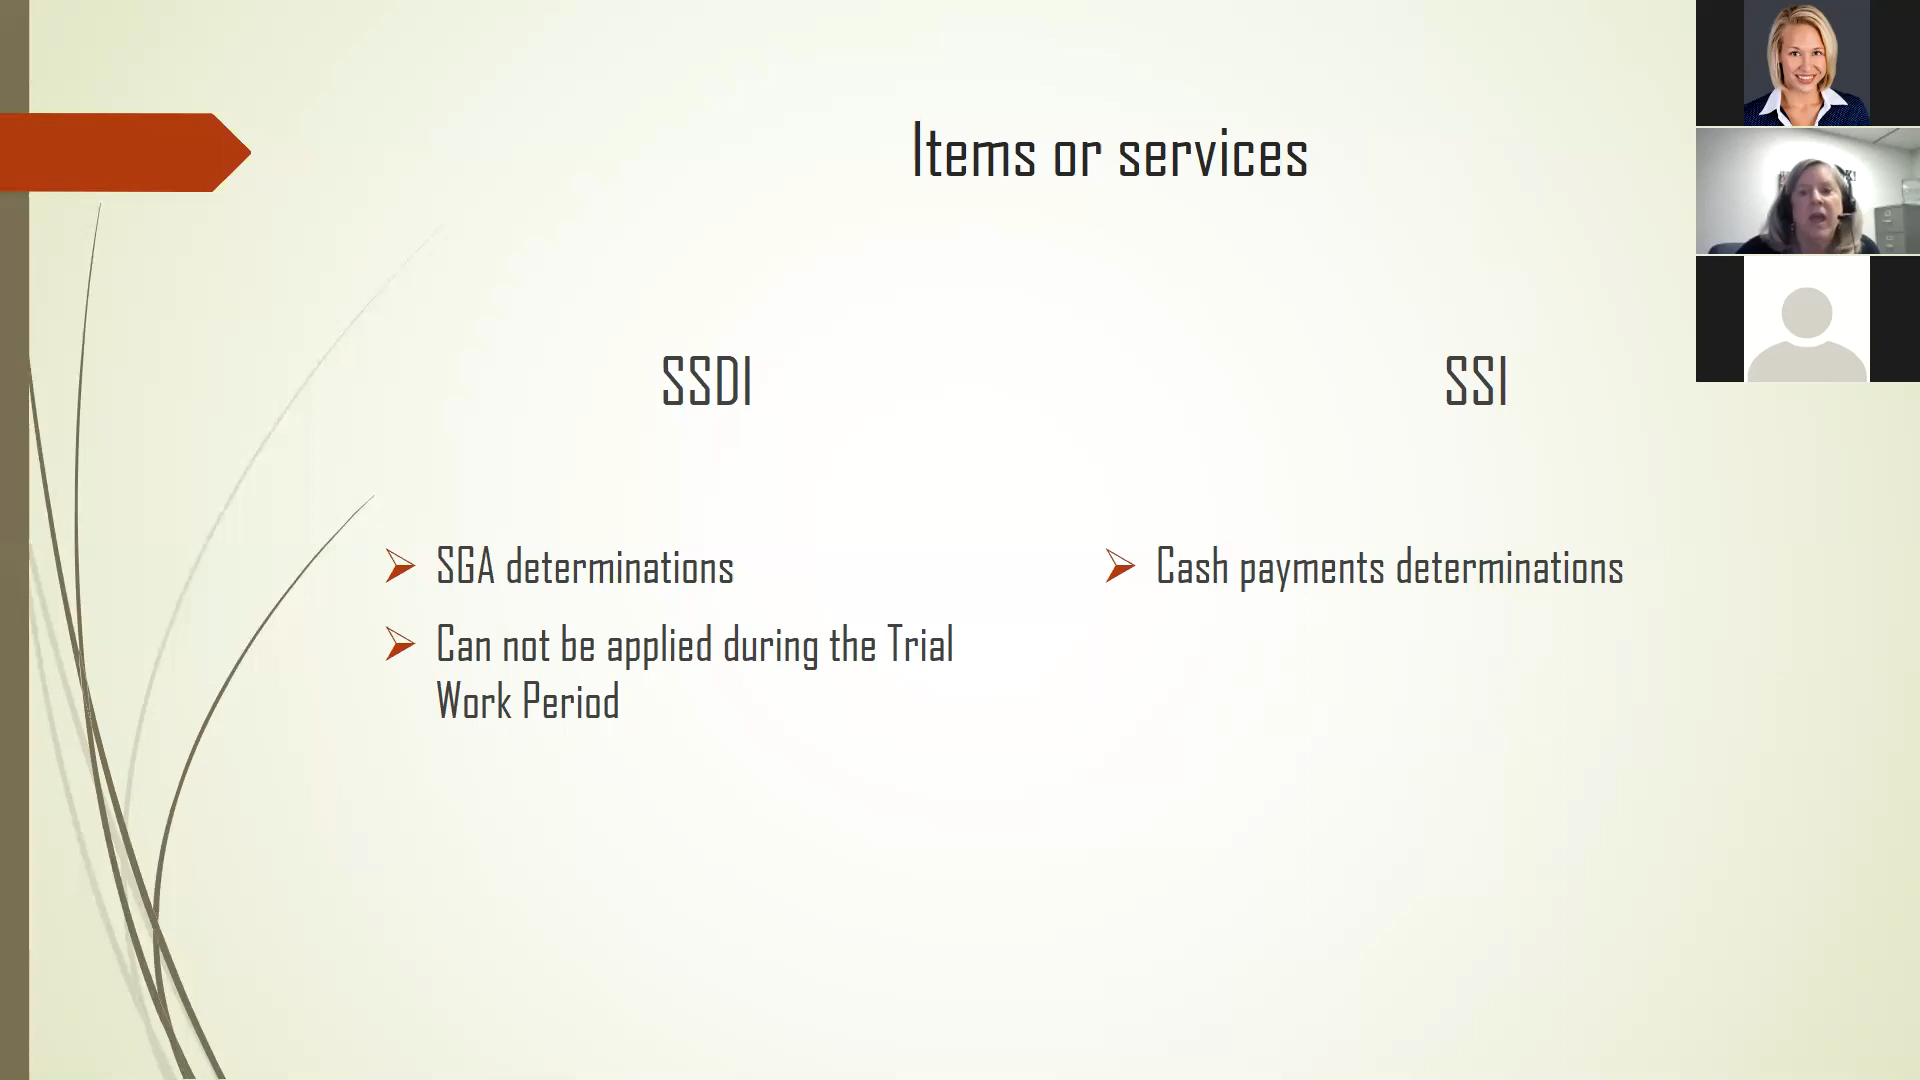 Items or services
SSDI
SSI
SGA determinations
Can not be applied during the Trial
Work Period
Cash payments determinations